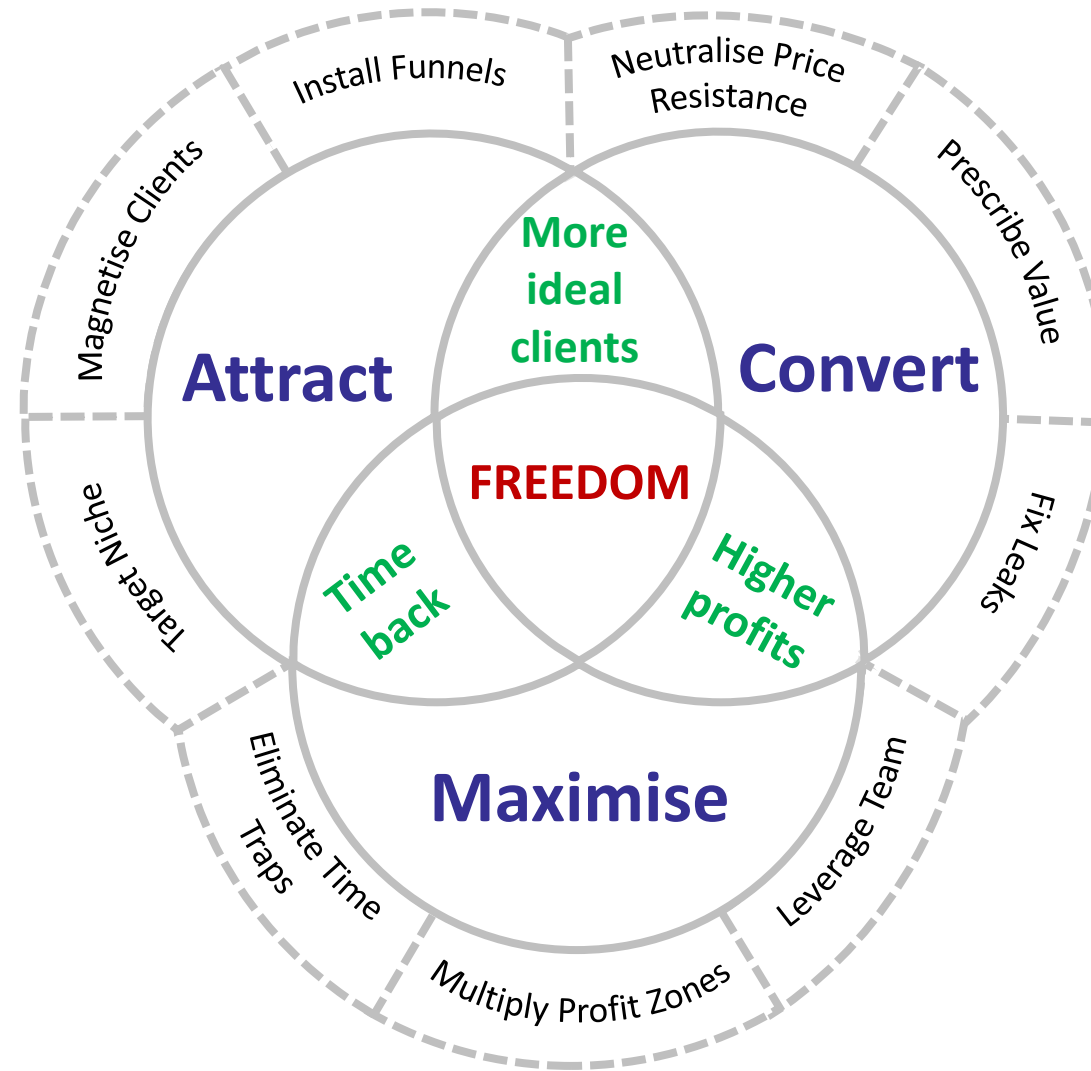 Install Funnels
Neutralise Price
Resistance
Magnetise Clients
Prescribe Value
More
ideal
clients
Attract
Convert
FREEDOM
Target Niche
Fix Leaks
Time
back
Higher
profits
Maximise
Eliminate Time
Traps
Leverage Team
Multiply Profit Zones